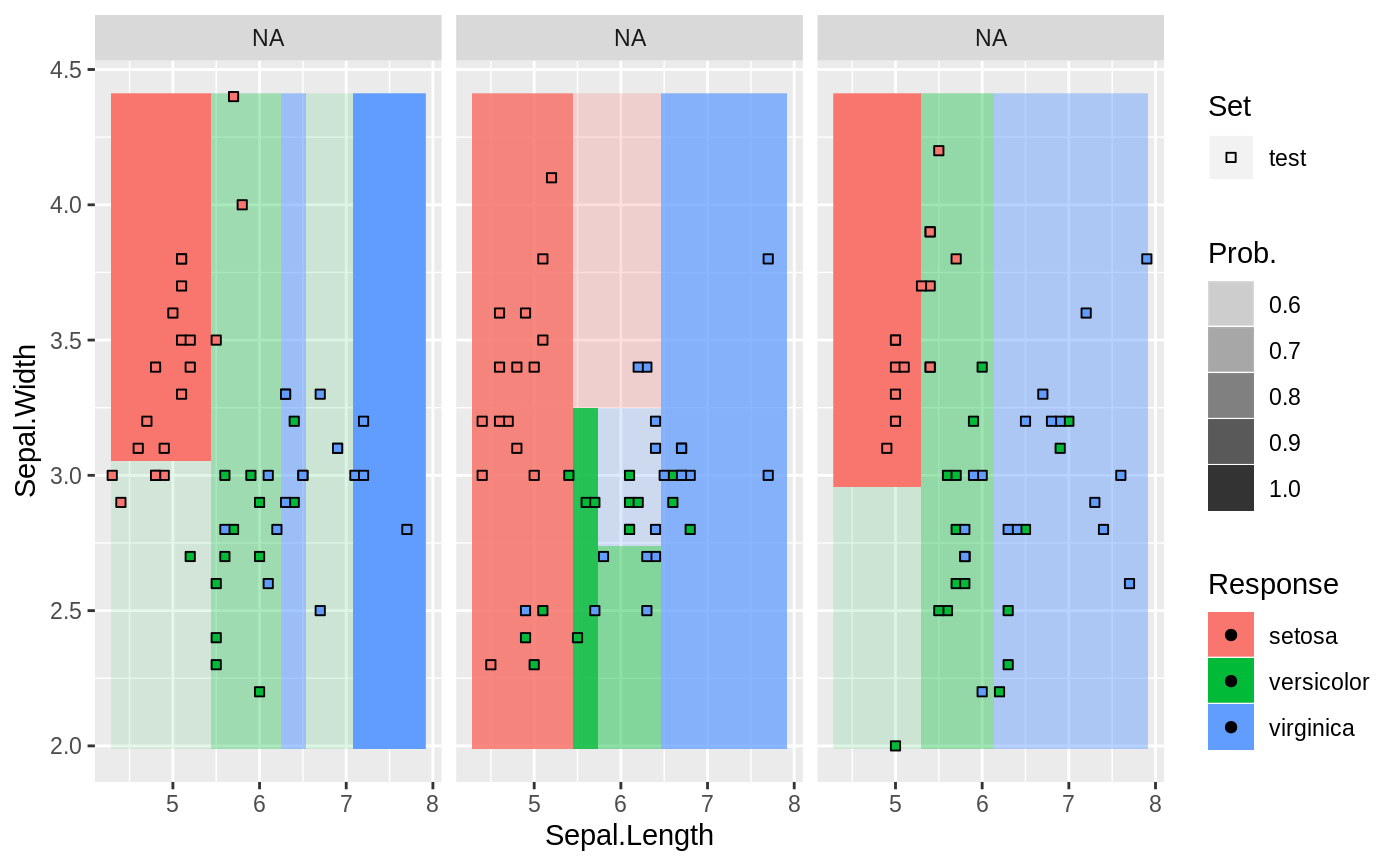 NA NA NA
4.5
4.0
3.5
3.0
2.5
2.0
Sepal.Width
5 6 7 8 5 6 7 8 5 6 7 8
Sepal.Length
Set
test
Prob.
0.6
0.7
0.8
0.9
1.0
Response
setosa
versicolor
virginica